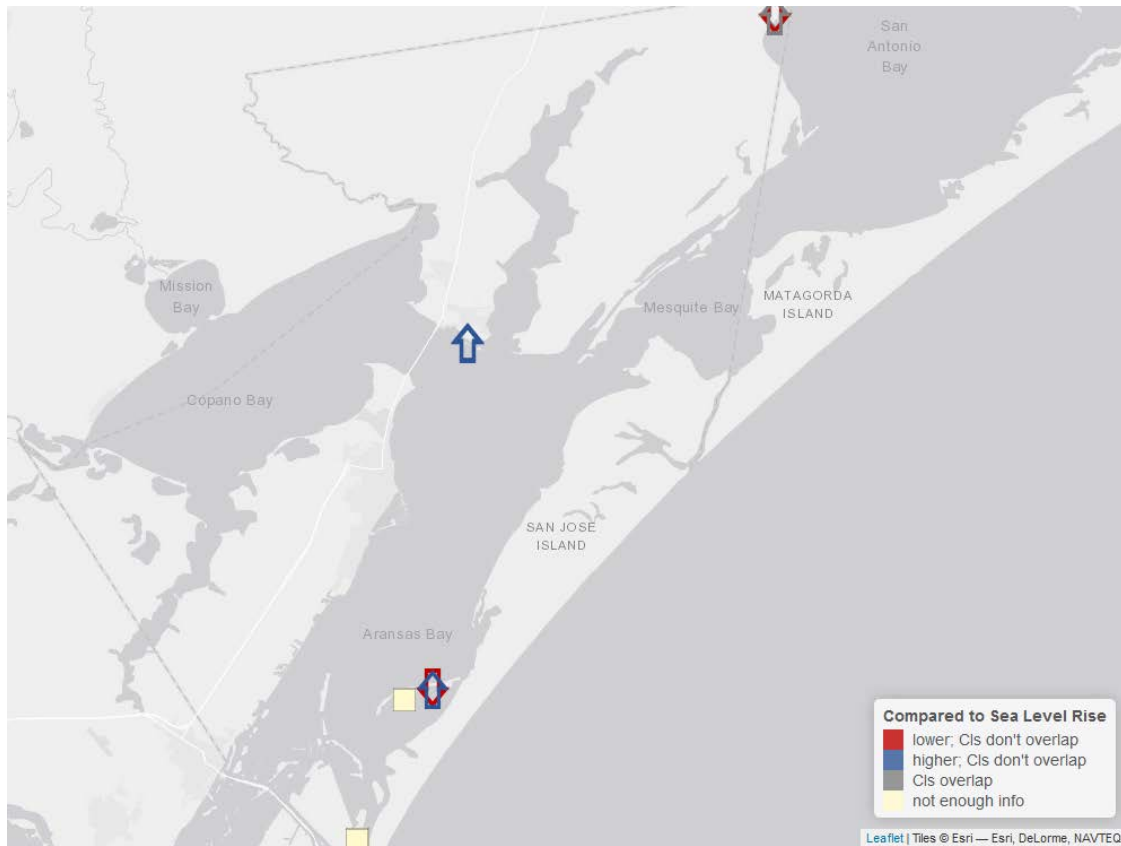 San
Antonio
Bay
Mission
Bay
Mesquite Bay
MATAGORDA
ISLAND
Copano Bay
SAN JOSE
ISLAND
Aransas Bay
Compared to Sea Level Rise
lower; CIs don't overlap
higher; CIs don't overlap
CIs overlap
not enough info
Leaflet | Tiles © Esri — Esri, DeLorme, NAVTEQ